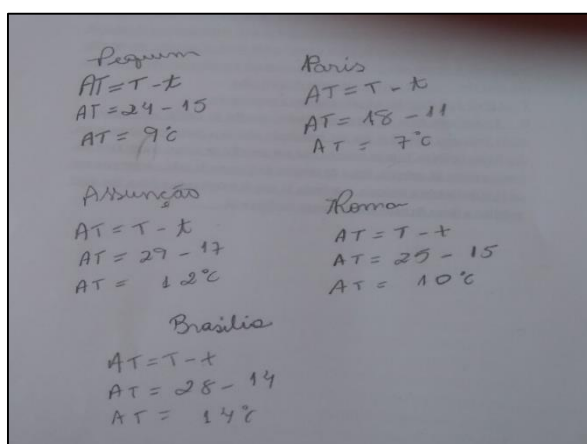 Pequim
AT = T - t
AT = 24 - 15
AT = 9°c
Paris
AT = T - t
AT = 18 - 11
AT = 7°c
Assunção
AT = T - t
AT = 29 - 17
AT = 12°c
Roma
AT = T - t
AT = 25 - 15
AT = 10°c
Brasilia
AT = T - t
AT = 28 - 14
AT = 14°c